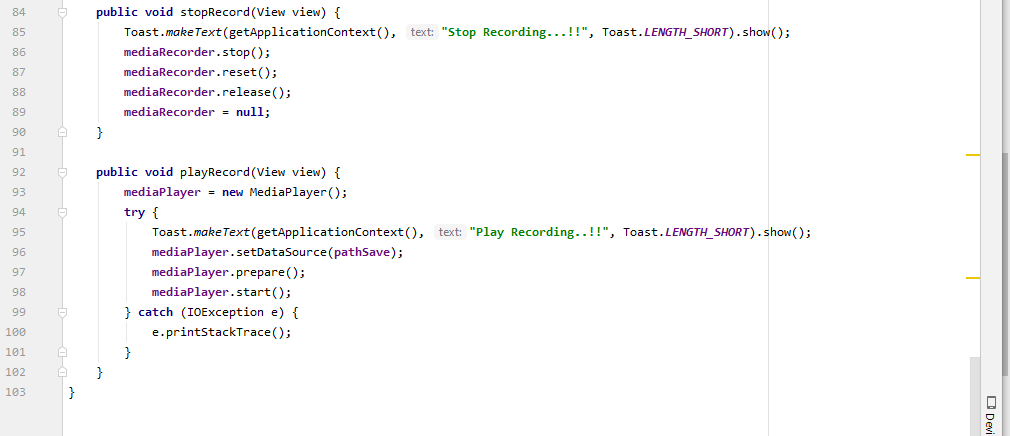 84 public void stopRecord(View view) {
85 Toast.makeText(getApplicationContext(), text: "Stop Recording...!!", Toast.LENGTH_SHORT).show();
86 mediaRecorder.stop();
87 mediaRecorder.reset();
88 mediaRecorder.release();
89 mediaRecorder = null;
90 }
91
92 public void playRecord(View view) {
93 mediaPlayer = new MediaPlayer();
94 try {
95 Toast.makeText(getApplicationContext(), text: "Play Recording..!!", Toast.LENGTH_SHORT).show();
96 mediaPlayer.setDataSource(pathSave);
97 mediaPlayer.prepare();
98 mediaPlayer.start();
99 } catch (IOException e) {
100 e.printStackTrace();
101 }
102 }
103 }
Devi